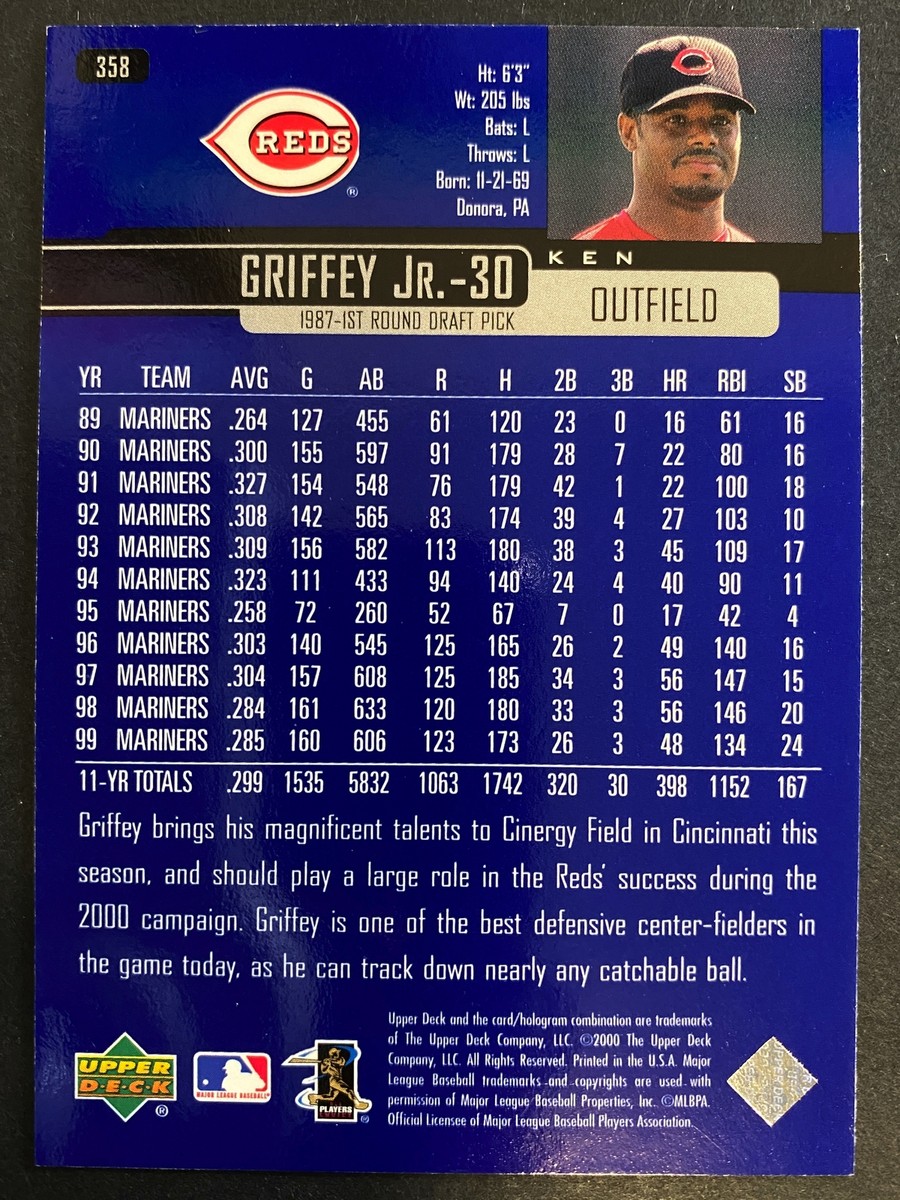 358
REDS
®
Ht: 6'3"
Wt: 205 lbs
Bats: L
Throws: L
Born: 11-21-69
Donora, PA
KEN
GRIFFEY JR.-30
OUTFIELD
1987-1ST ROUND DRAFT PICK
YR TEAM AVG G AB R H 2B 3B HR RBI SB
89 MARINERS .264 127 455 61 120 23 0 16 61 16
90 MARINERS .300 155 597 91 179 28 7 22 80 16
91 MARINERS .327 154 548 76 179 42 1 22 100 18
92 MARINERS .308 142 565 83 174 39 4 27 103 10
93 MARINERS .309 156 582 113 180 38 3 45 109 17
94 MARINERS .323 111 433 94 140 24 4 40 90 11
95 MARINERS .258 72 260 52 67 7 0 17 42 4
96 MARINERS .303 140 545 125 165 26 2 49 140 16
97 MARINERS .304 157 608 125 185 34 3 56 147 15
98 MARINERS .284 161 633 120 180 33 3 56 146 20
99 MARINERS .285 160 606 123 173 26 3 48 134 24
11-YR TOTALS .299 1535 5832 1063 1742 320 30 398 1152 167
Griffey brings his magnificent talents to Cinergy Field in Cincinnati this
season, and should play a large role in the Reds' success during the
2000 campaign. Griffey is one of the best defensive center-fielders in
the game today, as he can track down nearly any catchable ball.
Upper Deck and the card/hologram combination are trademarks
of The Upper Deck Company, LLC. ©2000 The Upper Deck
Company, LLC. All Rights Reserved. Printed in the U.S.A. Major
League Baseball trademarks and copyrights are used with
permission of Major League Baseball Properties, Inc. ©MLBPA.
Official Licensee of Major League Baseball Players Association.
UPPER
D·E·C·K
®
MAJOR LEAGUE BASEBALL
PLAYERS